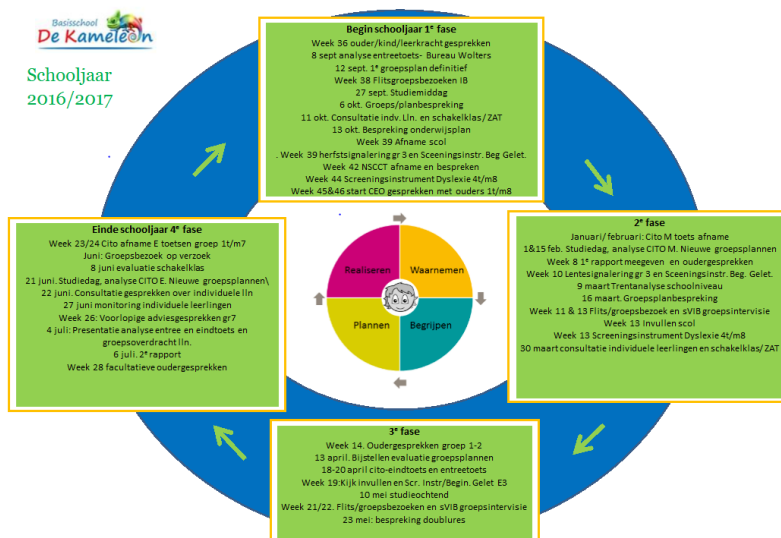 Basisschool
De Kameleon
Schooljaar
2016/2017
Begin schooljaar 1e fase
Week 36 ouder/kind/leerkracht gesprekken
8 sept analyse entreetoets- Bureau Wolters
12 sept. 1e groepsplan definitief
Week 38 Flitsgroepsbezoeken IB
27 sept. Studiemiddag
6 okt. Groeps/planbespreking
11 okt. Consultatie indv. Lln. en schakelklas/ ZAT
13 okt. Bespreking onderwijsplan
Week 39 Afname scol
. Week 39 herfstsignalering gr 3 en Sceeningsinstr. Beg Gelet.
Week 42 NSCCT afname en bespreken
Week 44 Screeningsinstrument Dyslexie 4t/m8
Week 45&46 start CEO gesprekken met ouders 1t/m8
2e fase
Januari/ februari: Cito M toets afname
1&15 feb. Studiedag, analyse CITO M. Nieuwe groepsplannen
Week 8 1e rapport meegeven en oudergesprekken
Week 10 Lentesignalering gr 3 en Sceeningsinstr. Beg. Gelet.
9 maart Trentanalyse schoolniveau
16 maart. Groepsplanbespreking
Week 11 & 13 Flits/groepsbezoek en sVIB groepsintervisie
Week 13 Invullen scol
Week 13 Screeningsinstrument Dyslexie 4t/m8
30 maart consultatie individuele leerlingen en schakelklas/ ZAT
3e fase
Week 14. Oudergesprekken groep 1-2
13 april. Bijstellen evaluatie groepsplannen
18-20 april cito-eindtoets en entreetoets
Week 19:Kijk invullen en Scr. Instr/Begin. Gelet E3
10 mei studieochtend
Week 21/22. Flits/groepsbezoeken en sVIB groepsintervisie
23 mei: bespreking doublures
Einde schooljaar 4e fase
Week 23/24 Cito afname E toetsen groep 1t/m7
Juni: Groepsbezoek op verzoek
8 juni evaluatie schakelklas
21 juni. Studiedag, analyse CITO E. Nieuwe groepsplannen\
22 juni. Consultatie gesprekken over individuele lln
27 juni monitoring individuele leerlingen
Week 26: Voorlopige adviesgesprekken gr7
4 juli: Presentatie analyse entree en eindtoets en
groepsoverdracht lln.
6 juli. 2e rapport
Week 28 facultatieve oudergesprekken
Realiseren
Waarnemen
Plannen
Begrijpen